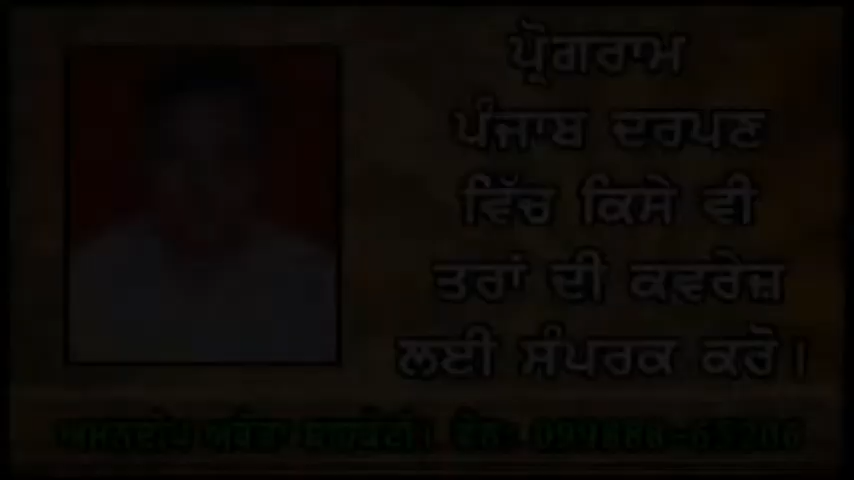 ਪ੍ਰੋਗਰਾਮ
ਪੰਜਾਬ ਦਰਪਣ
ਵਿੱਚ ਕਿਸੇ ਵੀ
ਤਰਾਂ ਦੀ ਕਵਰੇਜ਼
ਲਈ ਸੰਪਰਕ ਕਰੋ।